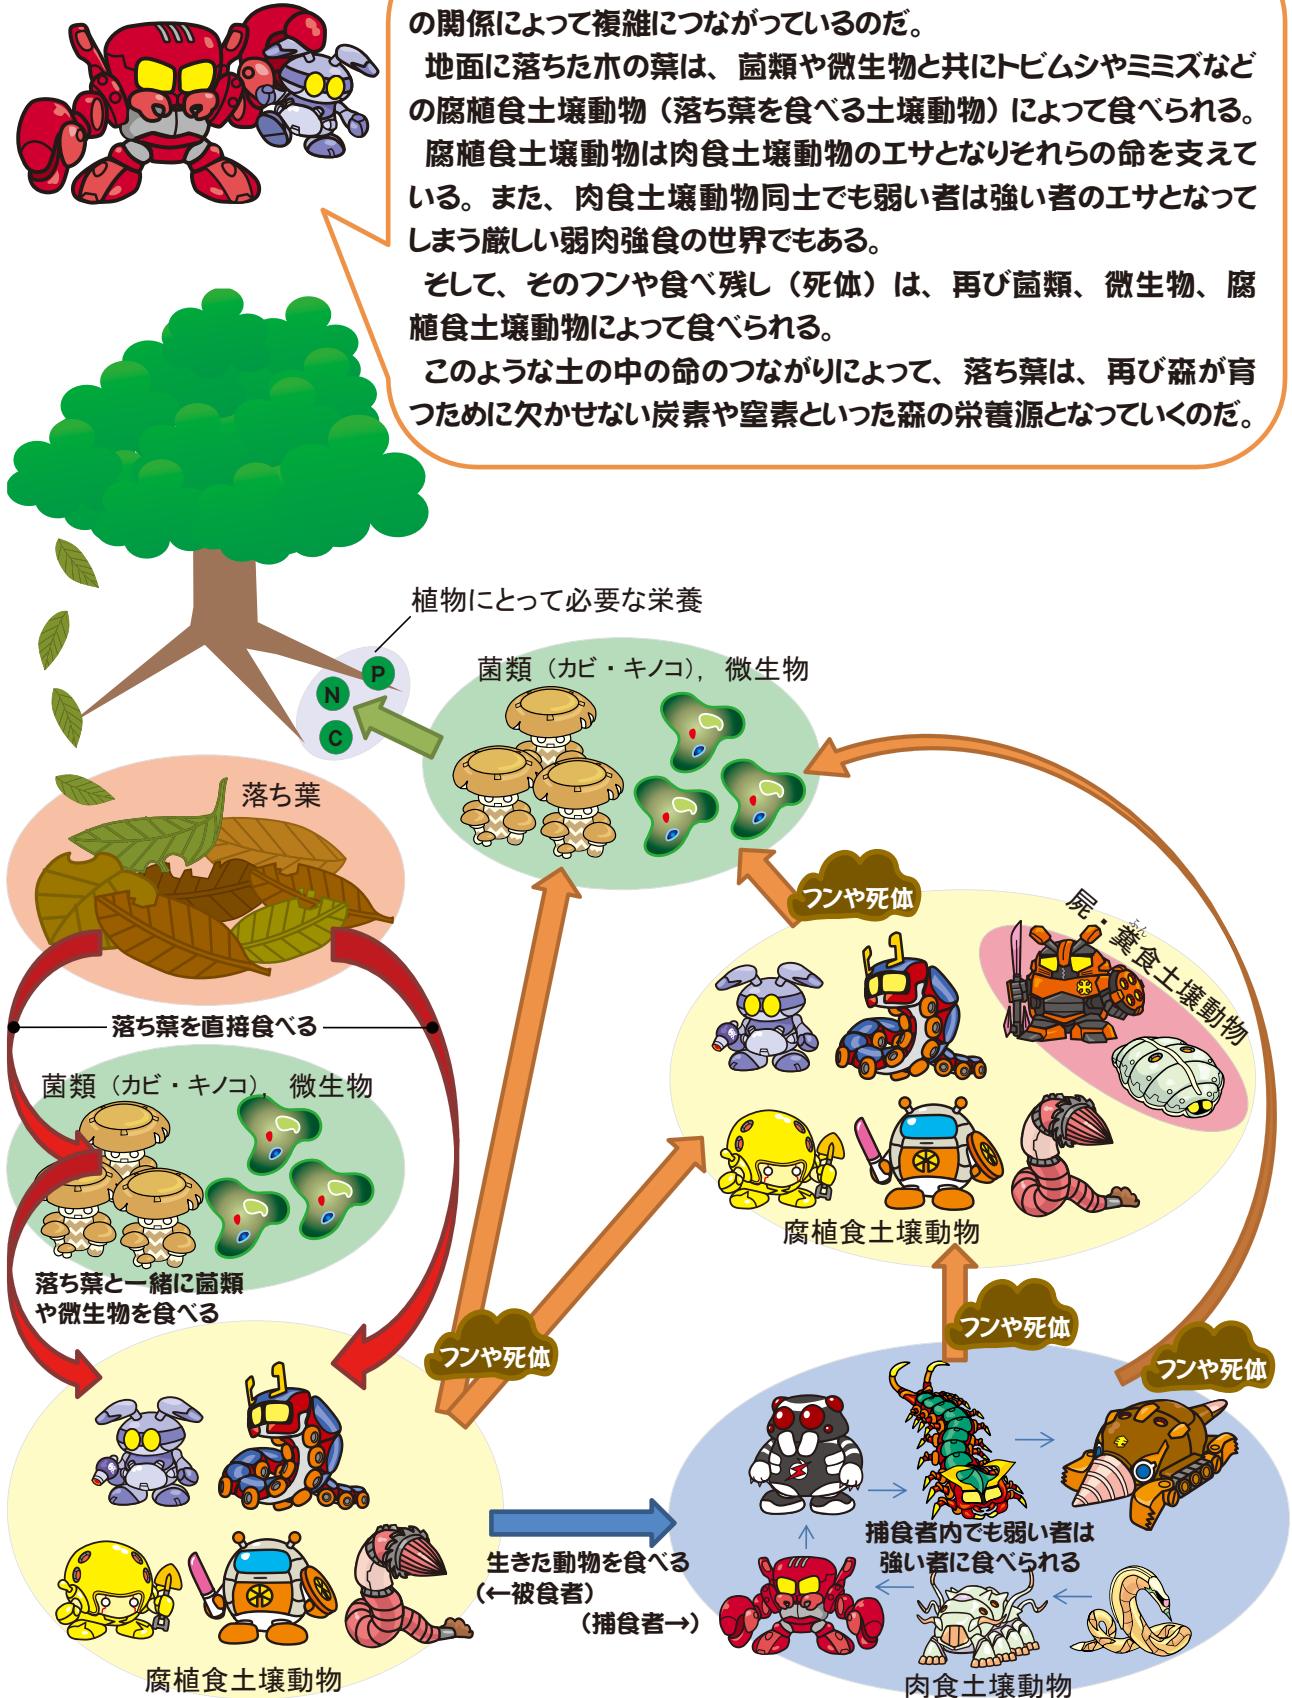 の関係によって複雑につながっているのだ。
地面に落ちた木の葉は、菌類や微生物と共にトビムシやミミズなど
の腐植食土壌動物（落ち葉を食べる土壌動物）によって食べられる。
腐植食土壌動物は肉食土壌動物のエサとなりそれらの命を支えて
いる。また、肉食土壌動物同士でも弱い者は強い者のエサとなって
しまう厳しい弱肉強食の世界でもある。
そして、そのフンや食べ残し（死体）は、再び菌類、微生物、腐
植食土壌動物によって食べられる。
このような土の中の命のつながりによって、落ち葉は、再び森が育
つために欠かせない炭素や窒素といった森の栄養源となっていくのだ。
植物にとって必要な栄養
P
N
C
菌類（カビ・キノコ），微生物
落ち葉
フンや死体
屍・糞食土壌動物
ふん
落ち葉を直接食べる
菌類（カビ・キノコ），微生物
腐植食土壌動物
落ち葉と一緒に菌類
や微生物を食べる
フンや死体
フンや死体
フンや死体
捕食者内でも弱い者は
強い者に食べられる
生きた動物を食べる
（←被食者）
（捕食者→）
腐植食土壌動物
肉食土壌動物